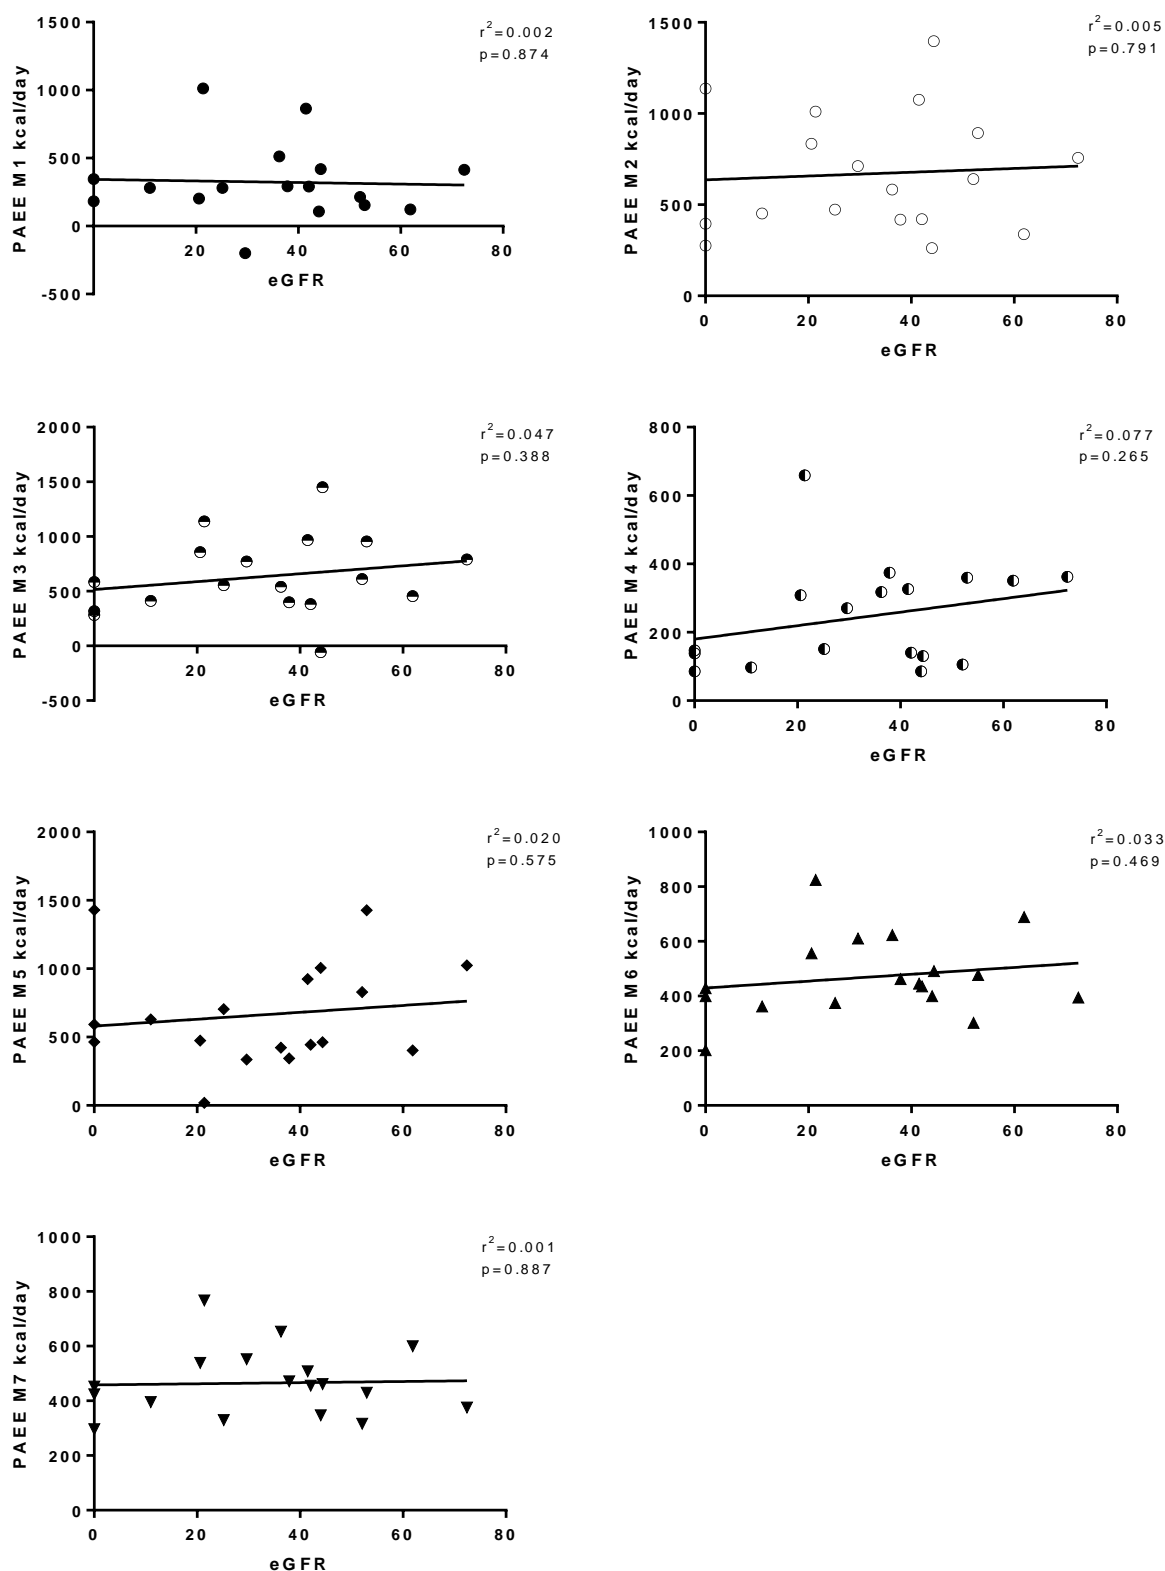 r²=0.002
p=0.874
PAEE M1 kcal/day
1500
1000
500
0
-500
20 40 60 80
eGFR
r²=0.005
p=0.791
PAEE M2 kcal/day
1500
1000
500
0
0 20 40 60 80
eGFR
r²=0.047
p=0.388
PAEE M3 kcal/day
2000
1500
1000
500
0
-500
20 40 60 80
eGFR
r²=0.077
p=0.265
PAEE M4 kcal/day
800
600
400
200
0
0 20 40 60 80
eGFR
r²=0.020
p=0.575
PAEE M5 kcal/day
2000
1500
1000
500
0
0 20 40 60 80
eGFR
r²=0.033
p=0.469
PAEE M6 kcal/day
1000
800
600
400
200
0
0 20 40 60 80
eGFR
r²=0.001
p=0.887
PAEE M7 kcal/day
1000
800
600
400
200
0
0 20 40 60 80
eGFR